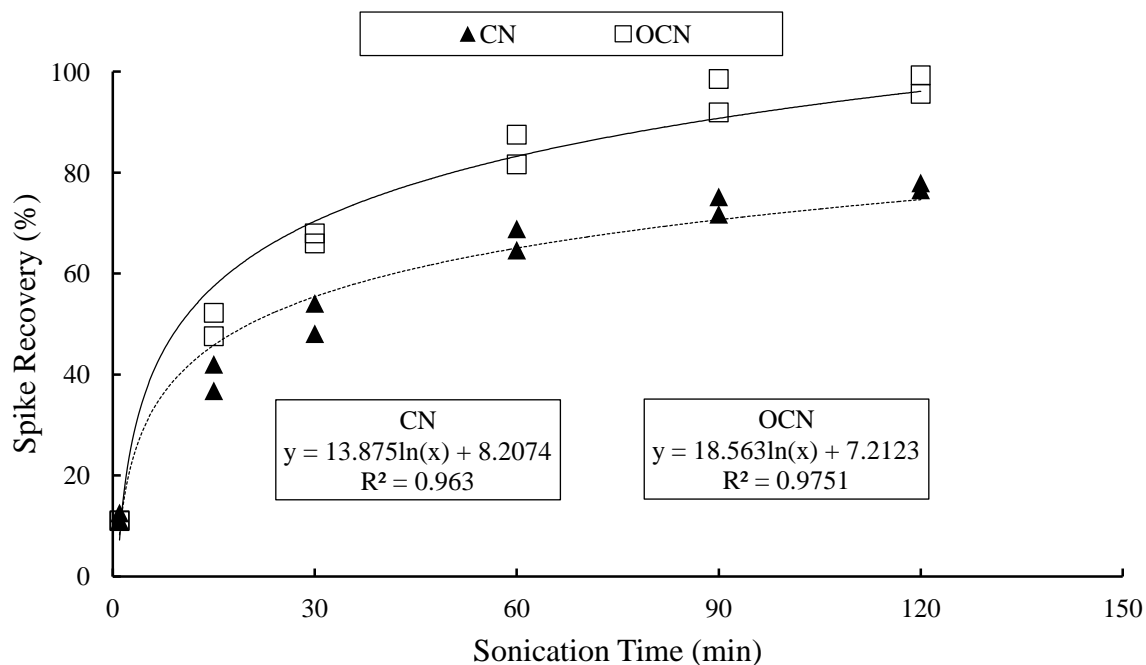 CN OCN
100
80
60
40
20
0
Spike Recovery (%)
CN
y = 13.875ln(x) + 8.2074
R² = 0.963
OCN
y = 18.563ln(x) + 7.2123
R² = 0.9751
0 30 60 90 120 150
Sonication Time (min)